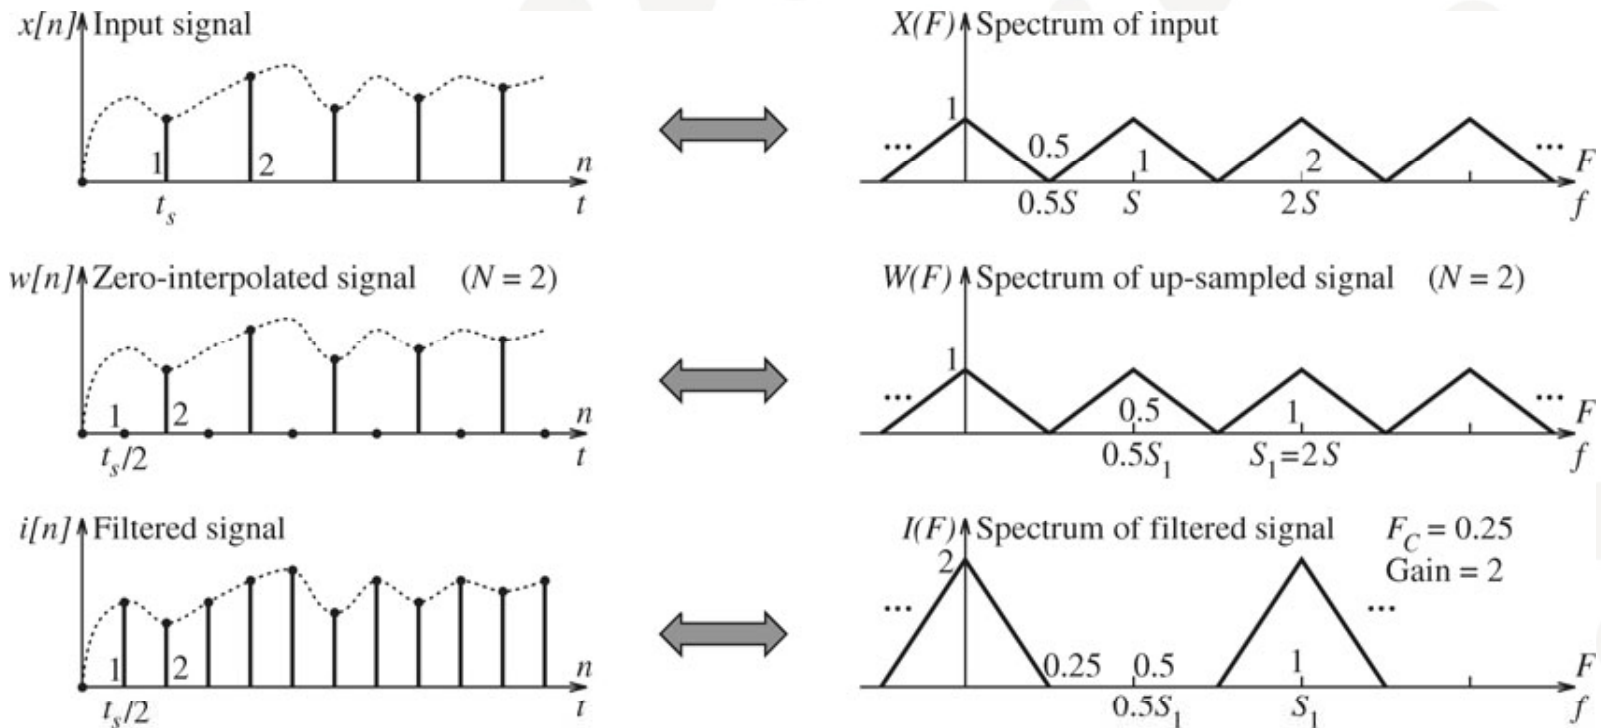 x[n] Input signal
1 2 n
t_s t
X(F) Spectrum of input
1
... 0.5 1 2 ... F
0.5S S 2S f
w[n] Zero-interpolated signal (N = 2)
1 2 n
t_s/2 t
W(F) Spectrum of up-sampled signal (N = 2)
1
... 0.5 1 ... F
0.5S_1 S_1=2S f
i[n] Filtered signal
1 2 n
t_s/2 t
I(F) Spectrum of filtered signal F_C = 0.25
2 Gain = 2
... ...
0.25 0.5 1 F
0.5S_1 S_1 f